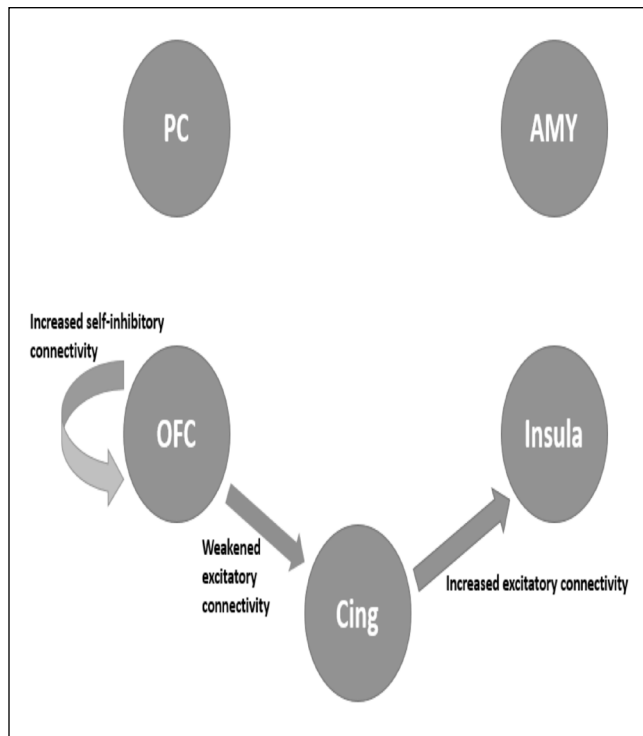 PC
AMY
Increased self-inhibitory
connectivity
OFC
Insula
Weakened
excitatory
connectivity
Increased excitatory connectivity
Cing